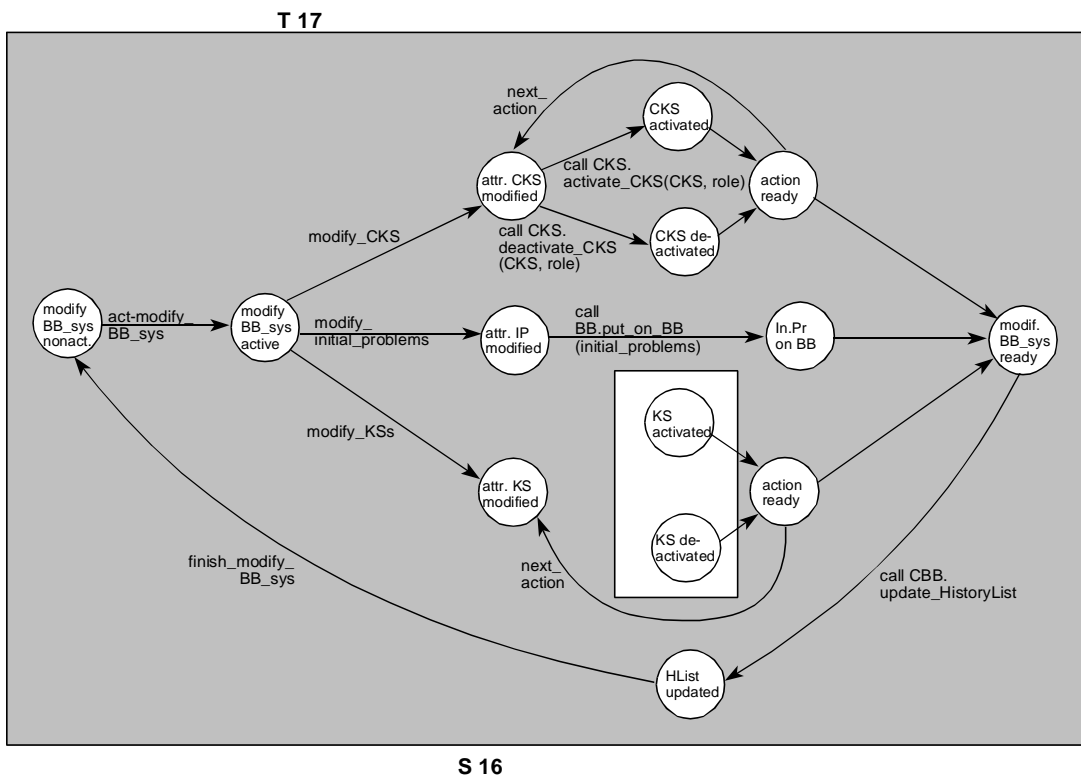 T 17
next_
action
CKS
activated
call CKS.
activate_CKS(CKS, role)
attr. CKS
modified
action
ready
modify_CKS
call CKS.
deactivate_CKS
(CKS, role)
CKS de-
activated
modify
BB_sys
nonact.
act-modify_
BB_sys
modify
BB_sys
active
modify_
initial_problems
attr. IP
modified
call
BB.put_on_BB
(initial_problems)
In.Pr
on BB
modif.
BB_sys
ready
modify_KSs
KS
activated
attr. KS
modified
action
ready
KS de-
activated
next_
action
finish_modify_
BB_sys
call CBB.
update_HistoryList
HList
updated
S 16